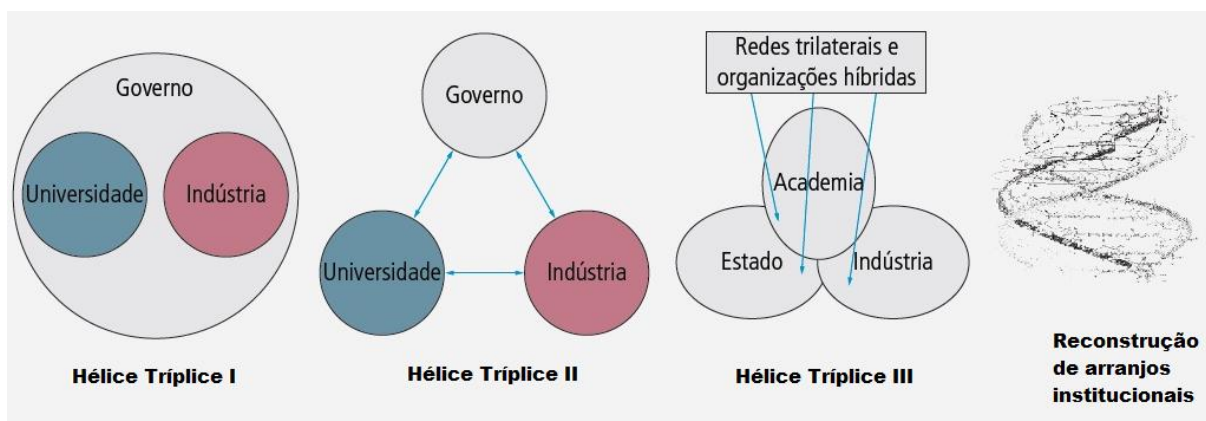 Governo
Universidade
Indústria
Hélice Tríplice I
Governo
Universidade
Indústria
Hélice Tríplice II
Redes trilaterais e
organizações híbridas
Academia
Estado
Indústria
Hélice Tríplice III
Reconstrução
de arranjos
institucionais